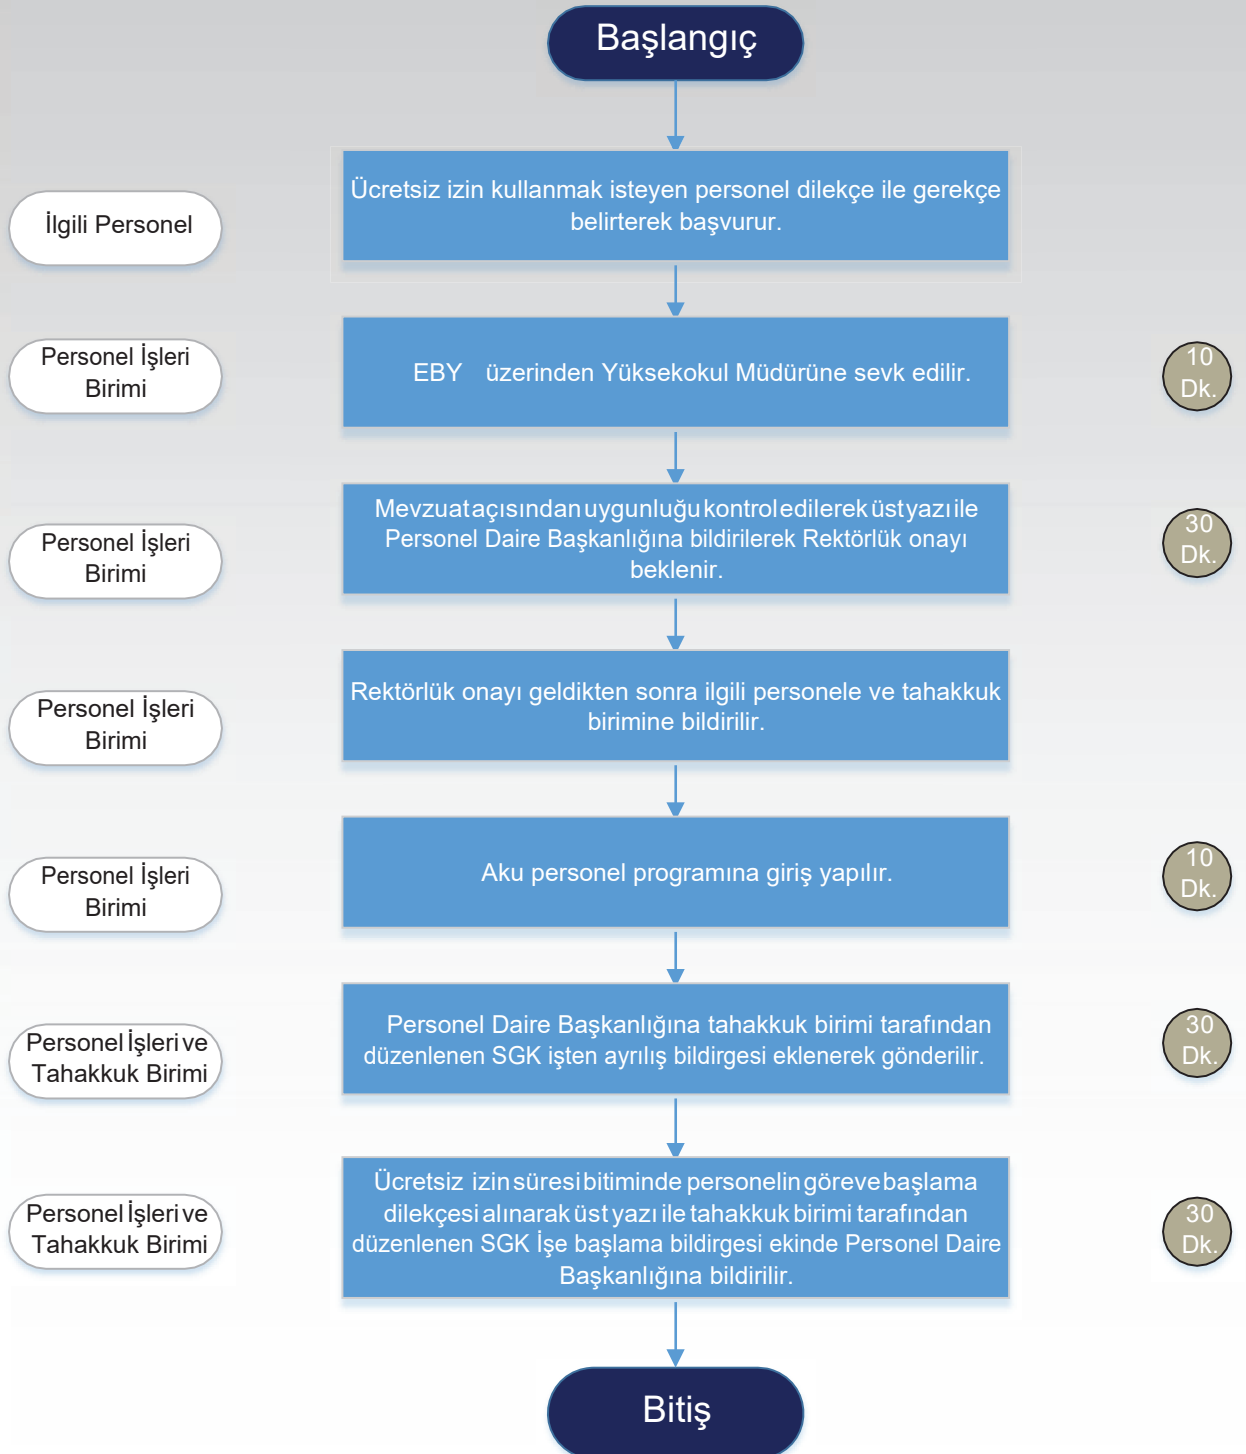 Başlangıç
İlgili Personel
Ücretsiz izin kullanmak isteyen personel dilekçe ile gerekçe
belirterek başvurur.
Personel İşleri
Birimi
EBY üzerinden Yüksekokul Müdürüne sevk edilir.
10
Dk.
Personel İşleri
Birimi
Mevzuat açısından uygunluğu kontrol edilerek üst yazı ile
Personel Daire Başkanlığına bildirilerek Rektörlük onayı
beklenir.
30
Dk.
Personel İşleri
Birimi
Rektörlük onayı geldikten sonra ilgili personele ve tahakkuk
birimine bildirilir.
Personel İşleri
Birimi
Aku personel programına giriş yapılır.
10
Dk.
Personel İşleri ve
Tahakkuk Birimi
Personel Daire Başkanlığına tahakkuk birimi tarafından
düzenlenen SGK işten ayrılış bildirgesi eklenerek gönderilir.
30
Dk.
Personel İşleri ve
Tahakkuk Birimi
Ücretsiz izin süresi bitiminde personelin göreve başlama
dilekçesi alınarak üst yazı ile tahakkuk birimi tarafından
düzenlenen SGK İşe başlama bildirgesi ekinde Personel Daire
Başkanlığına bildirilir.
30
Dk.
Bitiş